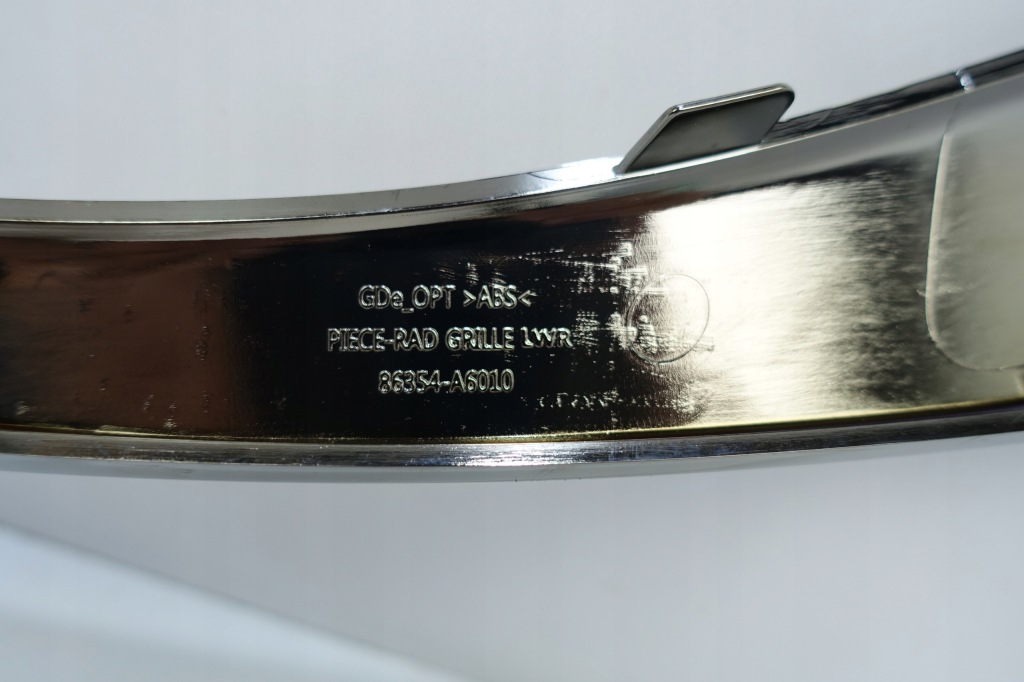 GDe_OPT >ABS<
PIECE-RAD GRILLE LWR
86354-A6010